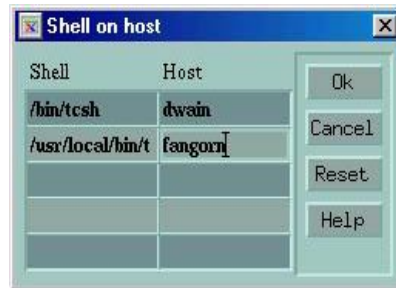 Shell on host
Shell Host
/bin/tcsh dwain
/usr/local/bin/t fangorn
Ok
Cancel
Reset
Help